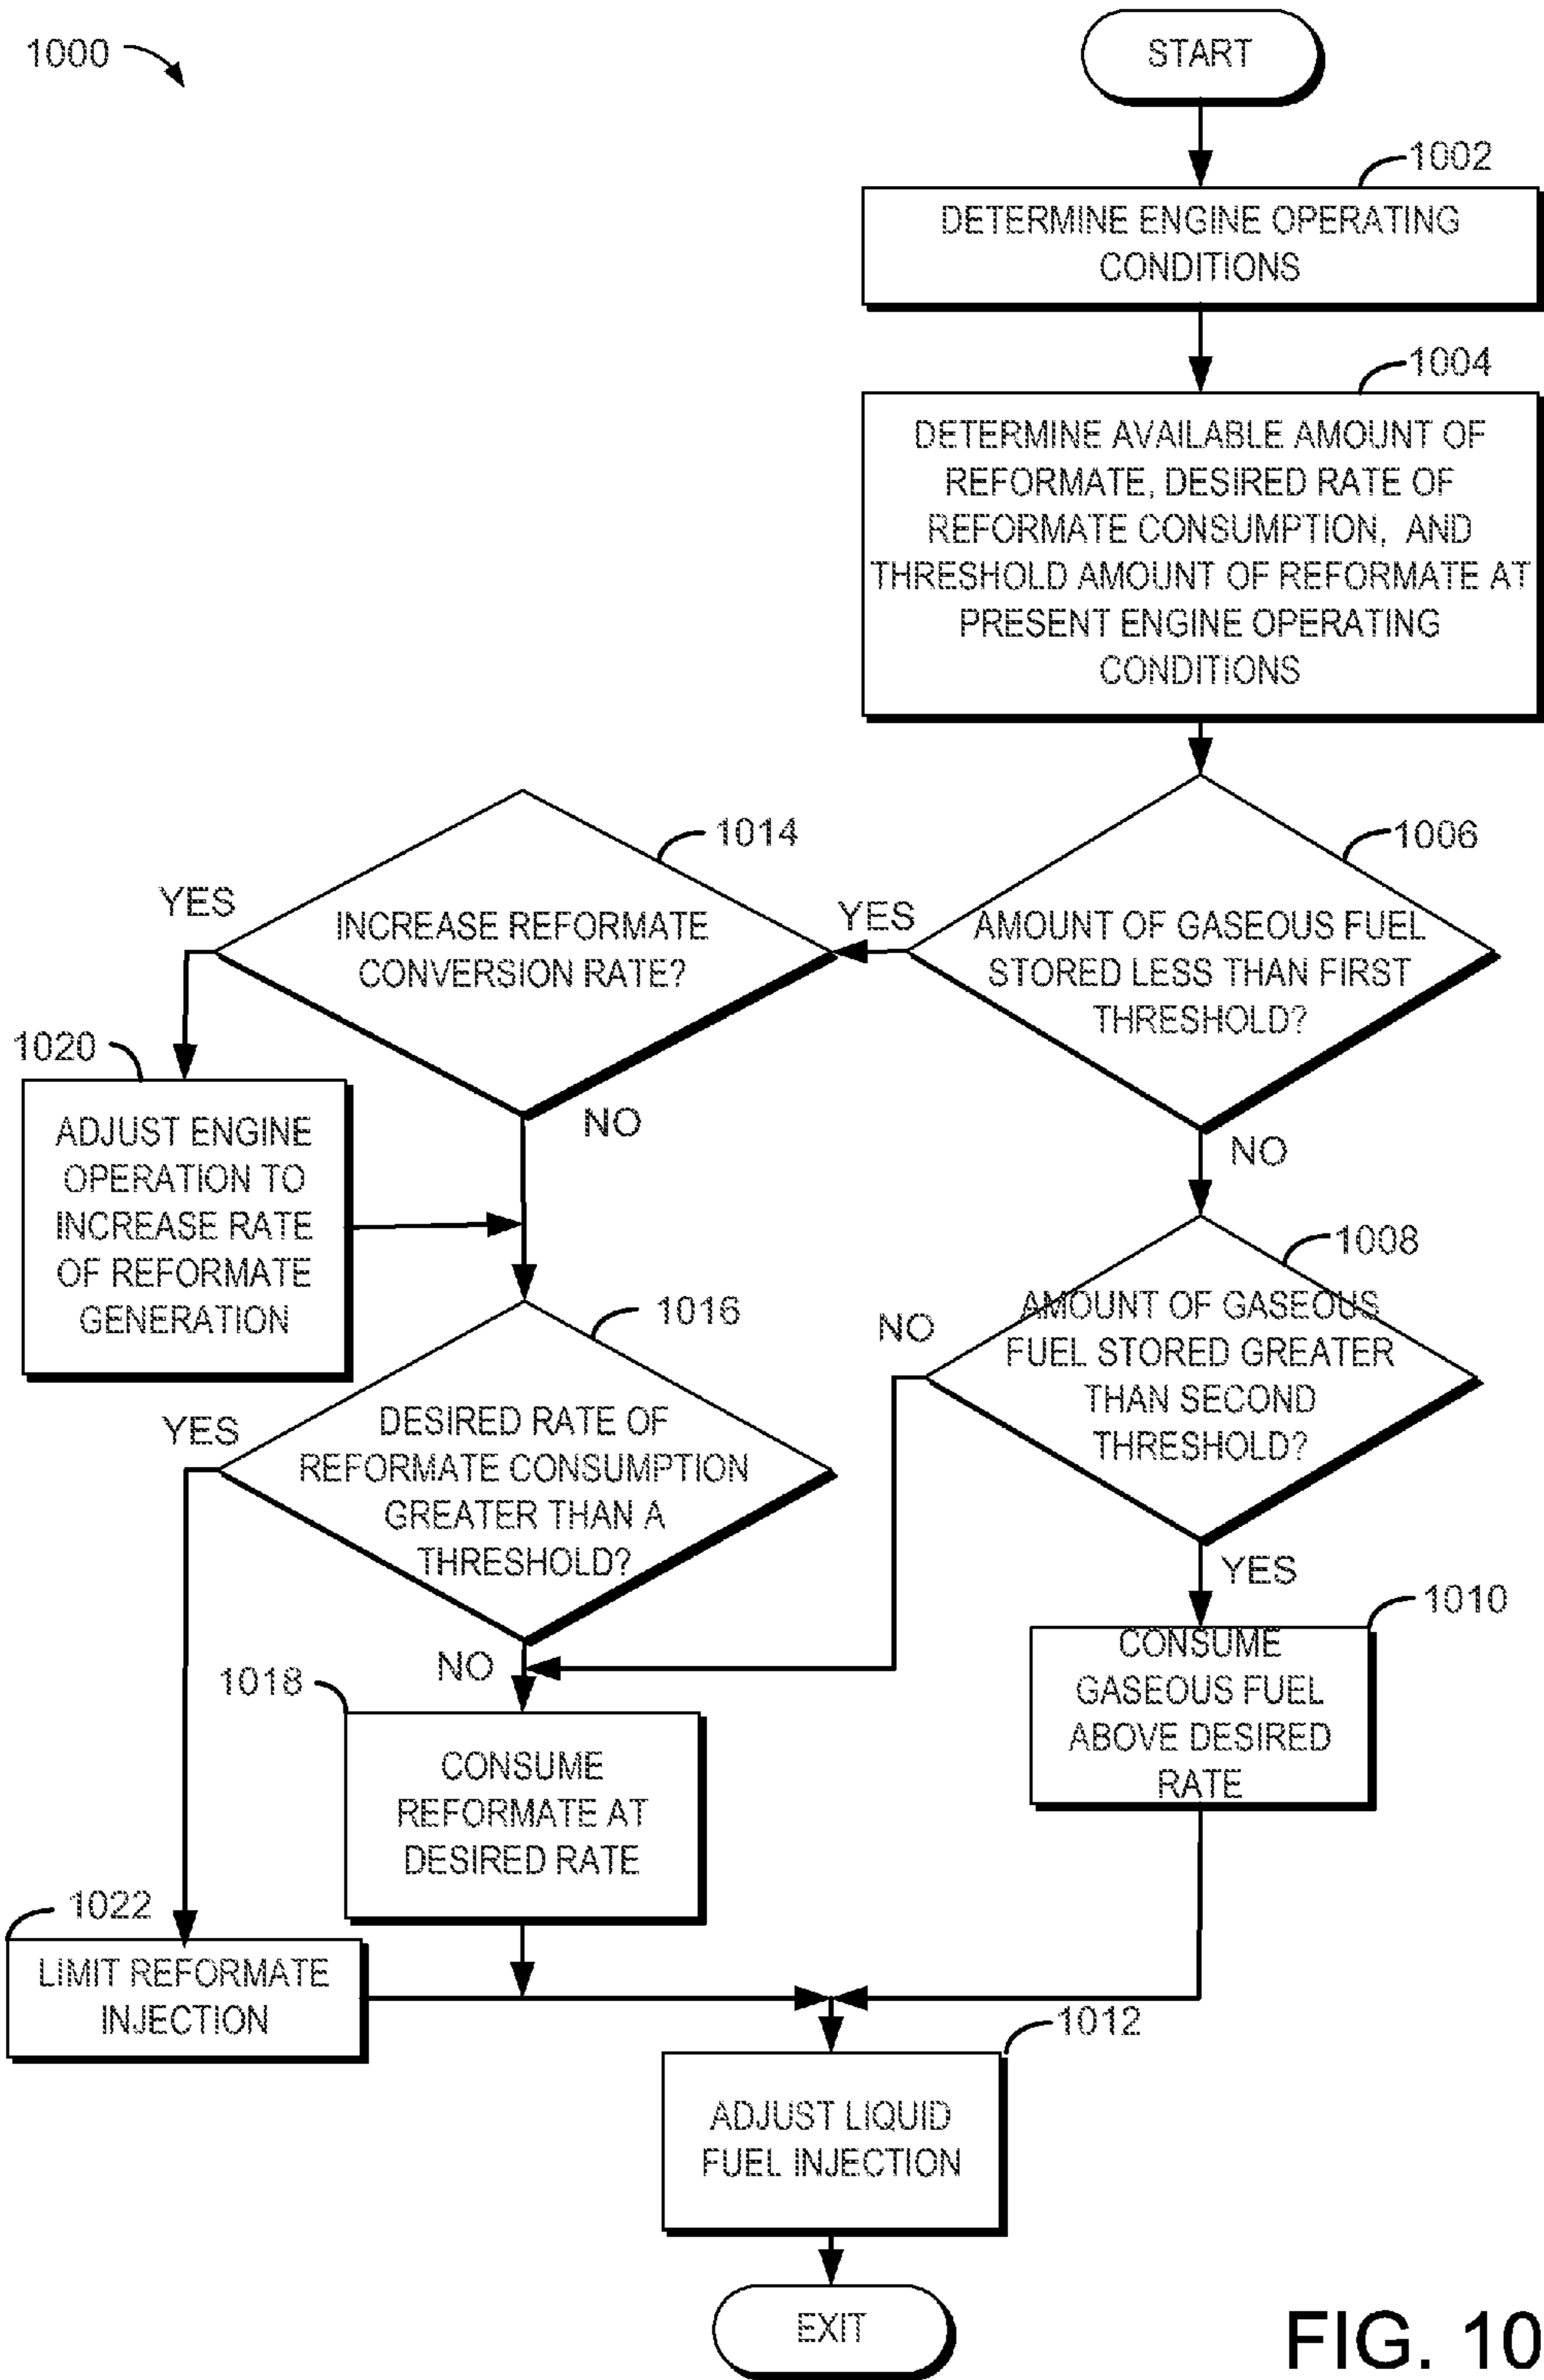 1000
START
1002
DETERMINE ENGINE OPERATING
CONDITIONS
1004
DETERMINE AVAILABLE AMOUNT OF
REFORMATE, DESIRED RATE OF
REFORMATE CONSUMPTION, AND
THRESHOLD AMOUNT OF REFORMATE AT
PRESENT ENGINE OPERATING
CONDITIONS
1006
AMOUNT OF GASEOUS FUEL
STORED LESS THAN FIRST
THRESHOLD?
YES
NO
1014
INCREASE REFORMATE
CONVERSION RATE?
YES
NO
1020
ADJUST ENGINE
OPERATION TO
INCREASE RATE
OF REFORMATE
GENERATION
1008
AMOUNT OF GASEOUS
FUEL STORED GREATER
THAN SECOND
THRESHOLD?
NO
YES
1016
DESIRED RATE OF
REFORMATE CONSUMPTION
GREATER THAN A
THRESHOLD?
YES
NO
1010
CONSUME
GASEOUS FUEL
ABOVE DESIRED
RATE
1018
CONSUME
REFORMATE AT
DESIRED RATE
1022
LIMIT REFORMATE
INJECTION
1012
ADJUST LIQUID
FUEL INJECTION
EXIT
FIG. 10